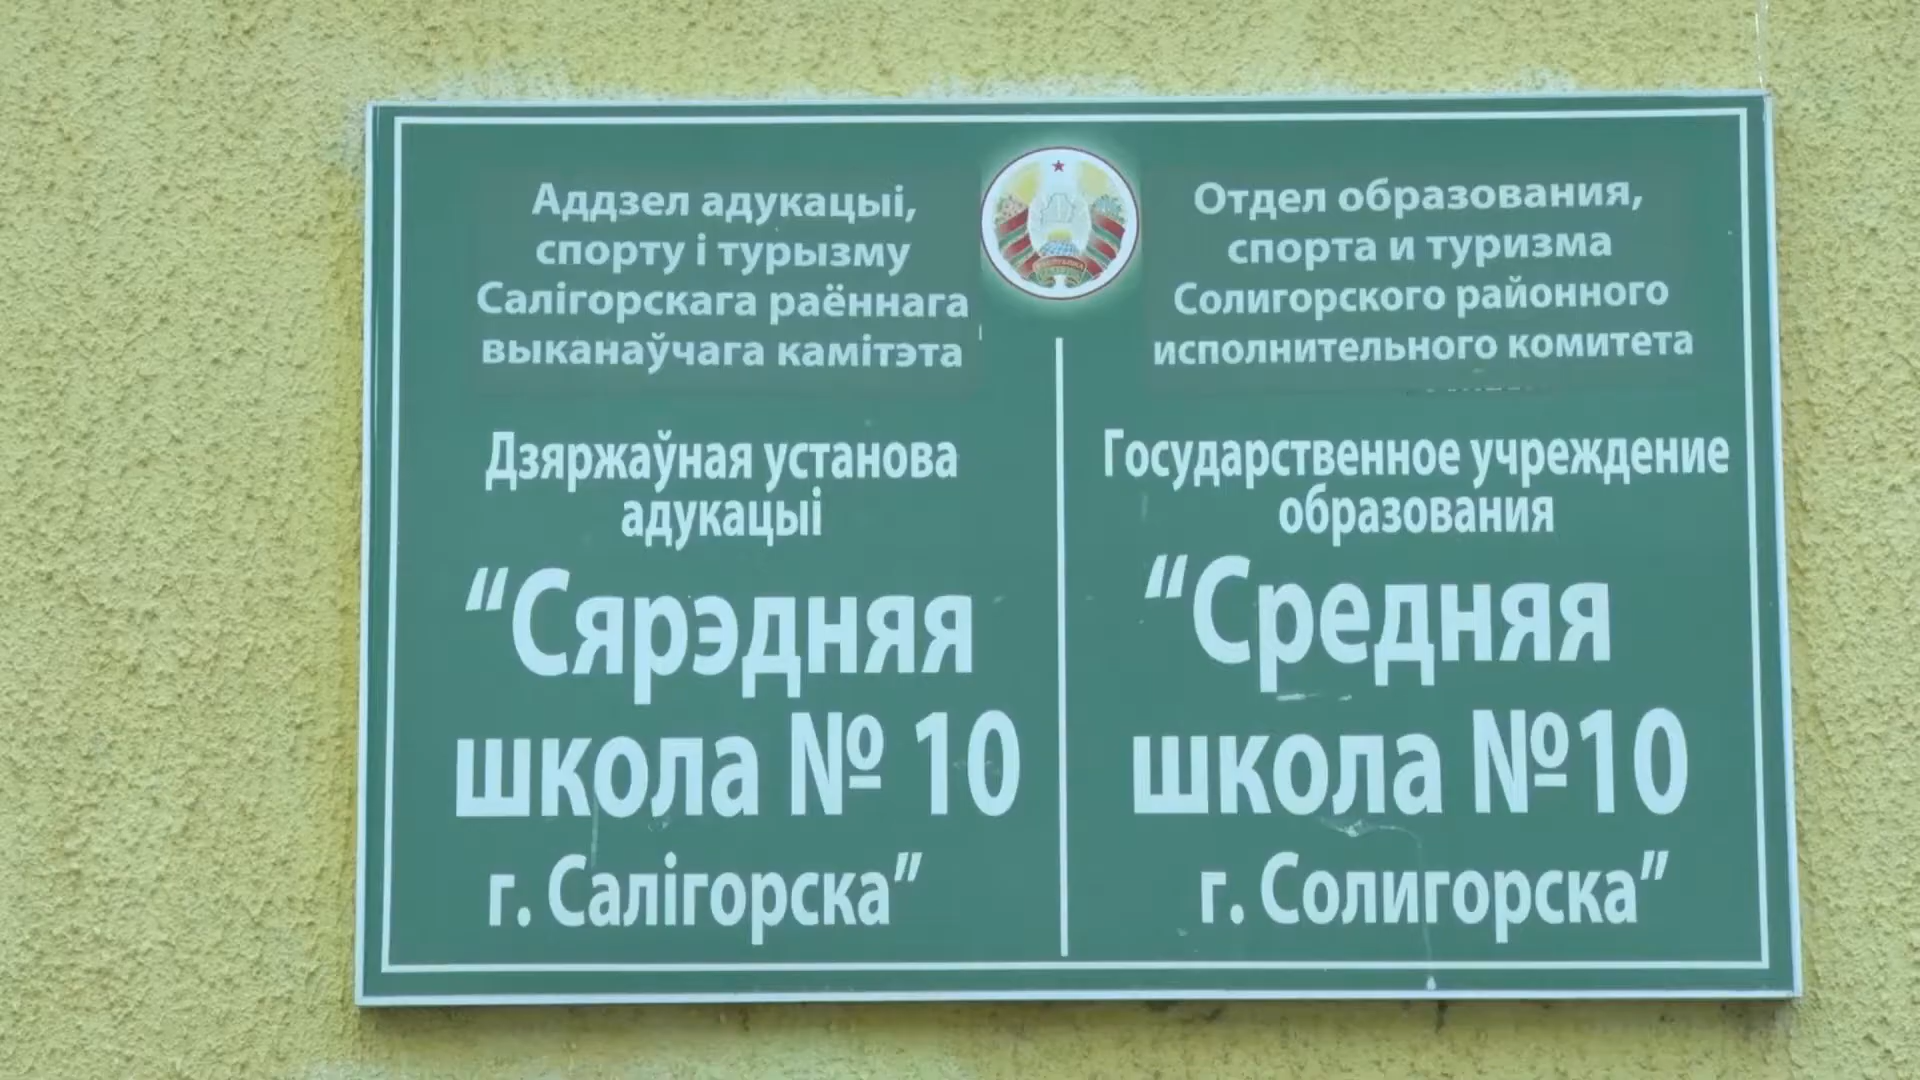 Аддзел адукацыі,
спорту і турызму
Салігорскага раённага
выканаўчага камітэта
Дзяржаўная установа
адукацыі
“Сярэдняя
школа № 10
г. Салігорска”
Отдел образования,
спорта и туризма
Солигорского районного
исполнительного комитета
Государственное учреждение
образования
“Средняя
школа №10
г. Солигорска”